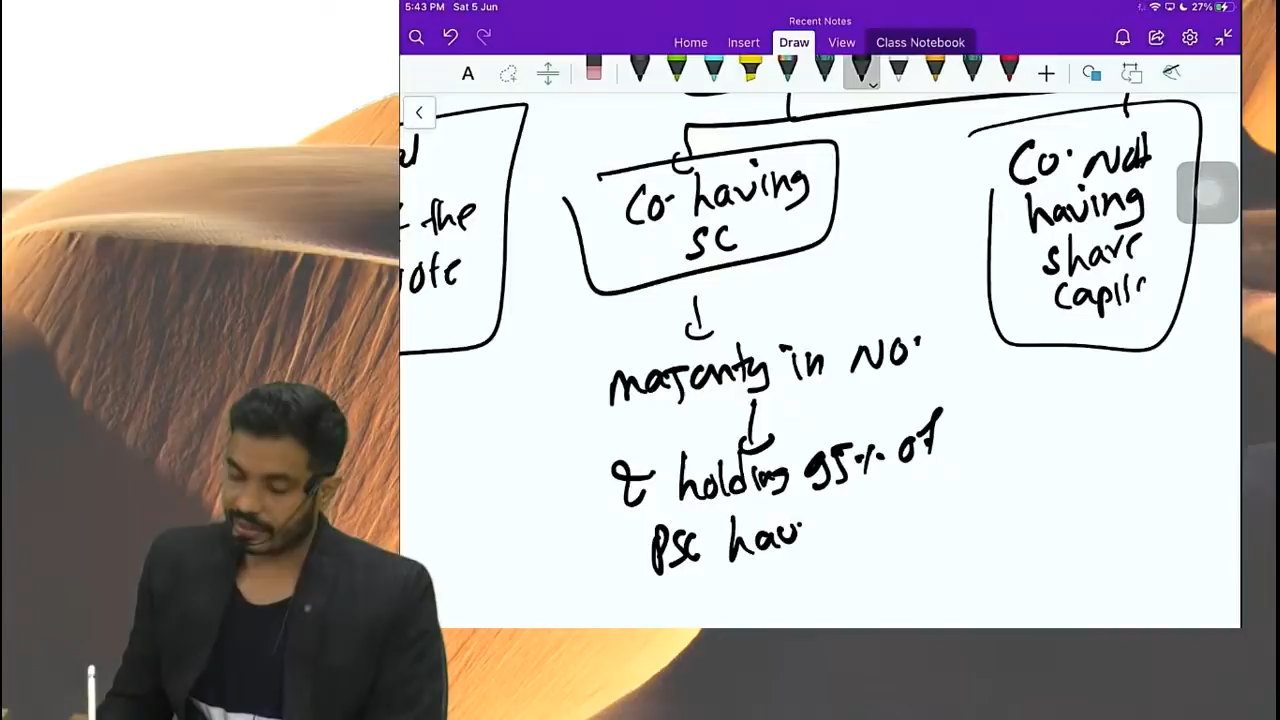 5:43 PM Sat 5 Jun
27%
Recent Notes
Home Insert Draw View Class Notebook
A
the
ote
Co. having
SC
Co. Not
having
share
capital
majority in No.
& holding 95% of
PSC hav